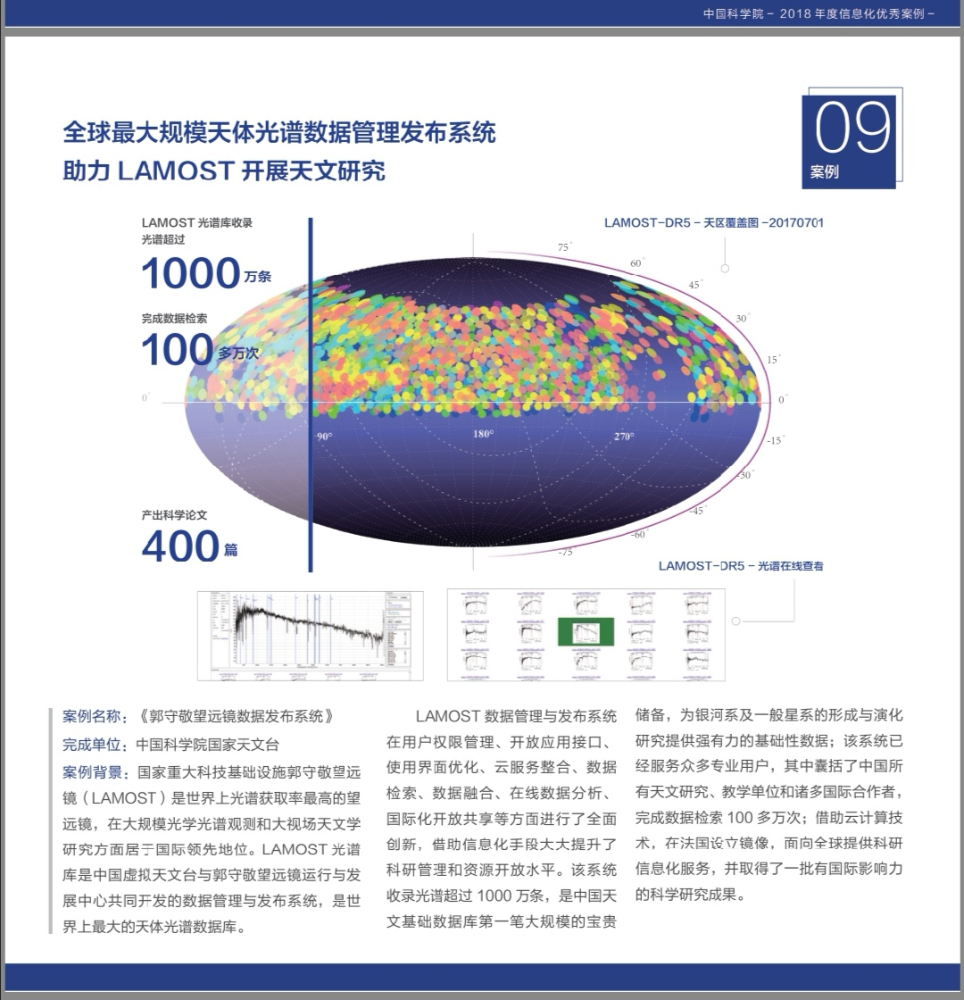 中国科学院 – 2018 年度信息化优秀案例 –
全球最大规模天体光谱数据管理发布系统
助力 LAMOST 开展天文研究
09
案例
LAMOST 光谱库收录
光谱超过
1000万条
完成数据检索
100多万次
产出科学论文
400篇
LAMOST-DR5 - 天区覆盖图 -20170701
75°
60°
45°
30°
15°
0°
0°
-15°
-30°
-45°
-60°
-75°
90°
180°
270°
LAMOST-DR5 - 光谱在线查看
案例名称：《郭守敬望远镜数据发布系统》
完成单位：中国科学院国家天文台
案例背景：国家重大科技基础设施郭守敬望远
镜（LAMOST）是世界上光谱获取率最高的望
远镜，在大规模光学光谱观测和大视场天文学
研究方面居于国际领先地位。LAMOST 光谱
库是中国虚拟天文台与郭守敬望远镜运行与发
展中心共同开发的数据管理与发布系统，是世
界上最大的天体光谱数据库。
LAMOST 数据管理与发布系统
在用户权限管理、开放应用接口、
使用界面优化、云服务整合、数据
检索、数据融合、在线数据分析、
国际化开放共享等方面进行了全面
创新，借助信息化手段大大提升了
科研管理和资源开放水平。该系统
收录光谱超过 1000 万条，是中国天
文基础数据库第一笔大规模的宝贵
储备，为银河系及一般星系的形成与演化
研究提供强有力的基础性数据；该系统已
经服务众多专业用户，其中囊括了中国所
有天文研究、教学单位和诸多国际合作者，
完成数据检索 100 多万次；借助云计算技
术，在法国设立镜像，面向全球提供科研
信息化服务，并取得了一批有国际影响力
的科学研究成果。